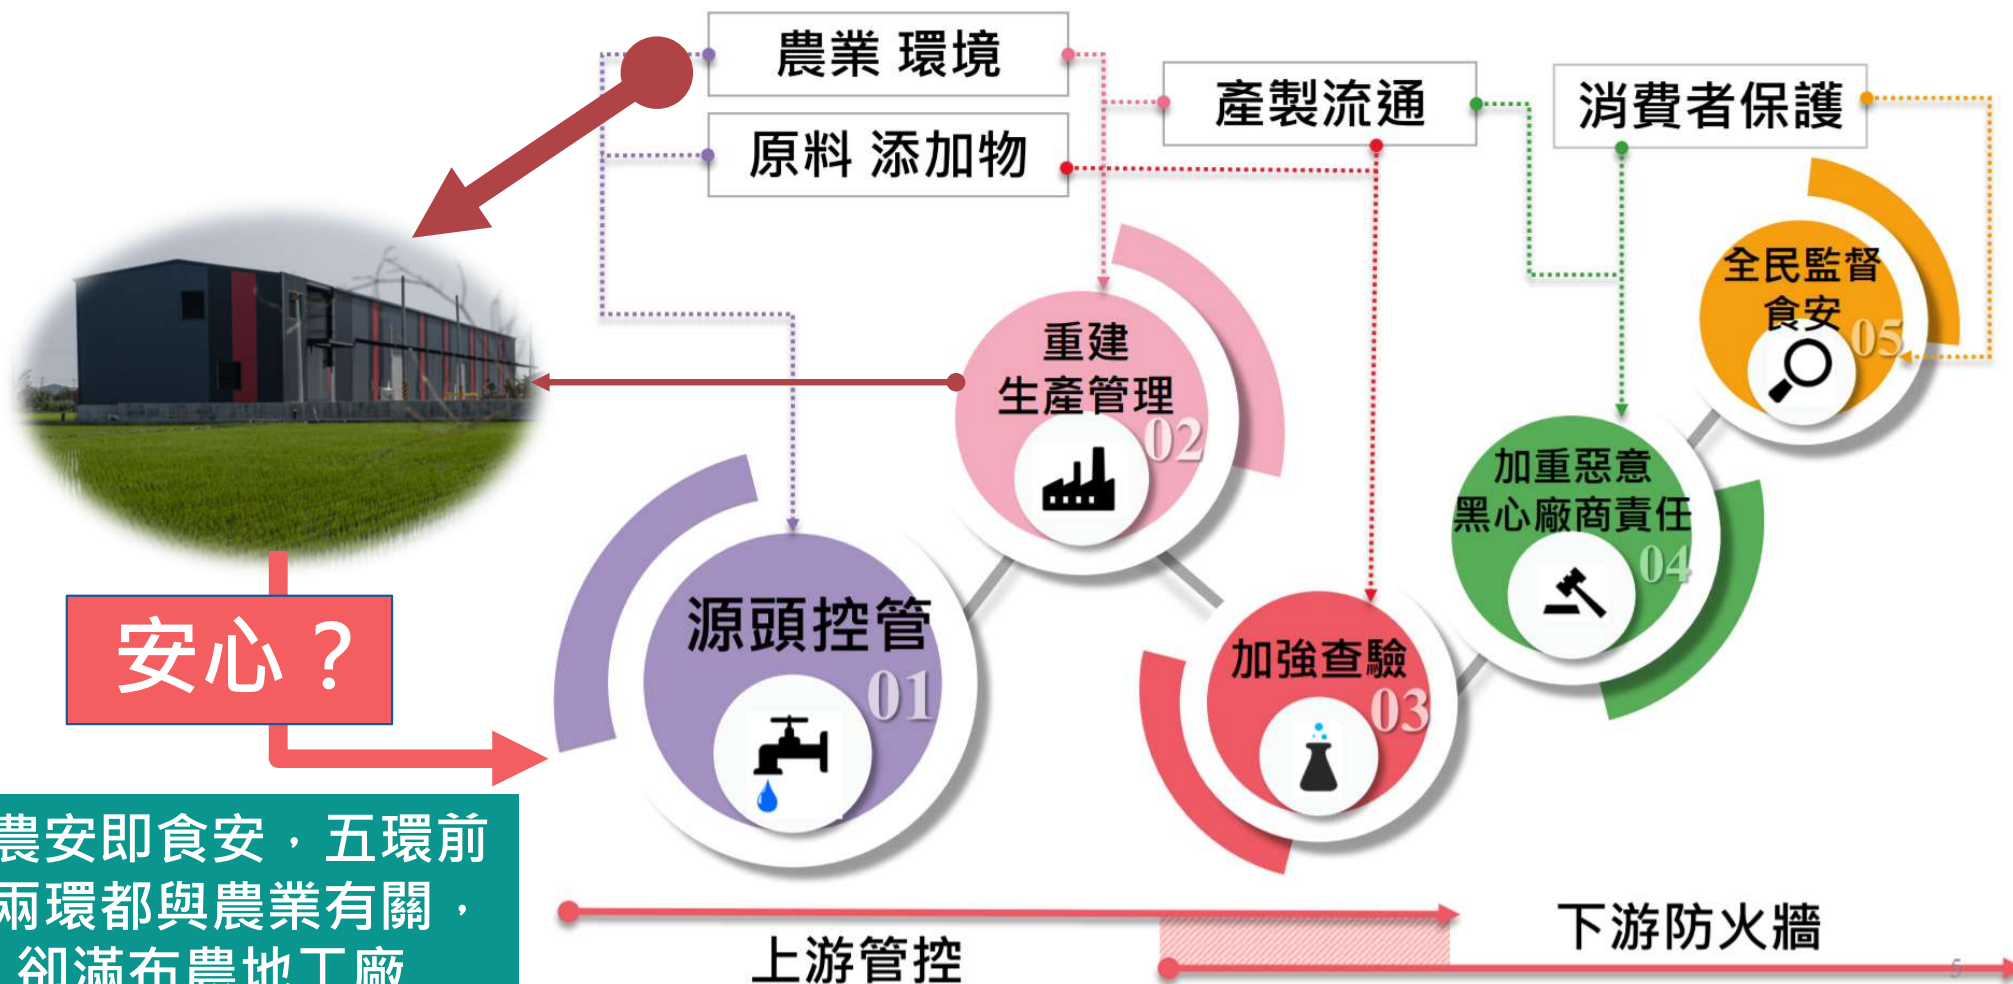 農業 環境
原料 添加物
產製流通
消費者保護
全民監督
食安
05
重建
生產管理
02
加重惡意
黑心廠商責任
04
源頭控管
01
加強查驗
03
安心？
農安即食安，五環前
兩環都與農業有關，
卻滿布農地工廠
上游管控
下游防火牆
5